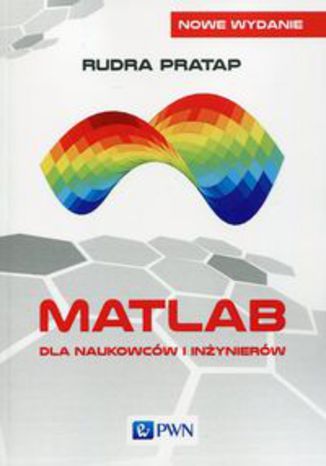 NOWE WYDANIE
RUDRA PRATAP
MATLAB
DLA NAUKOWCÓW I INŻYNIERÓW
PWN